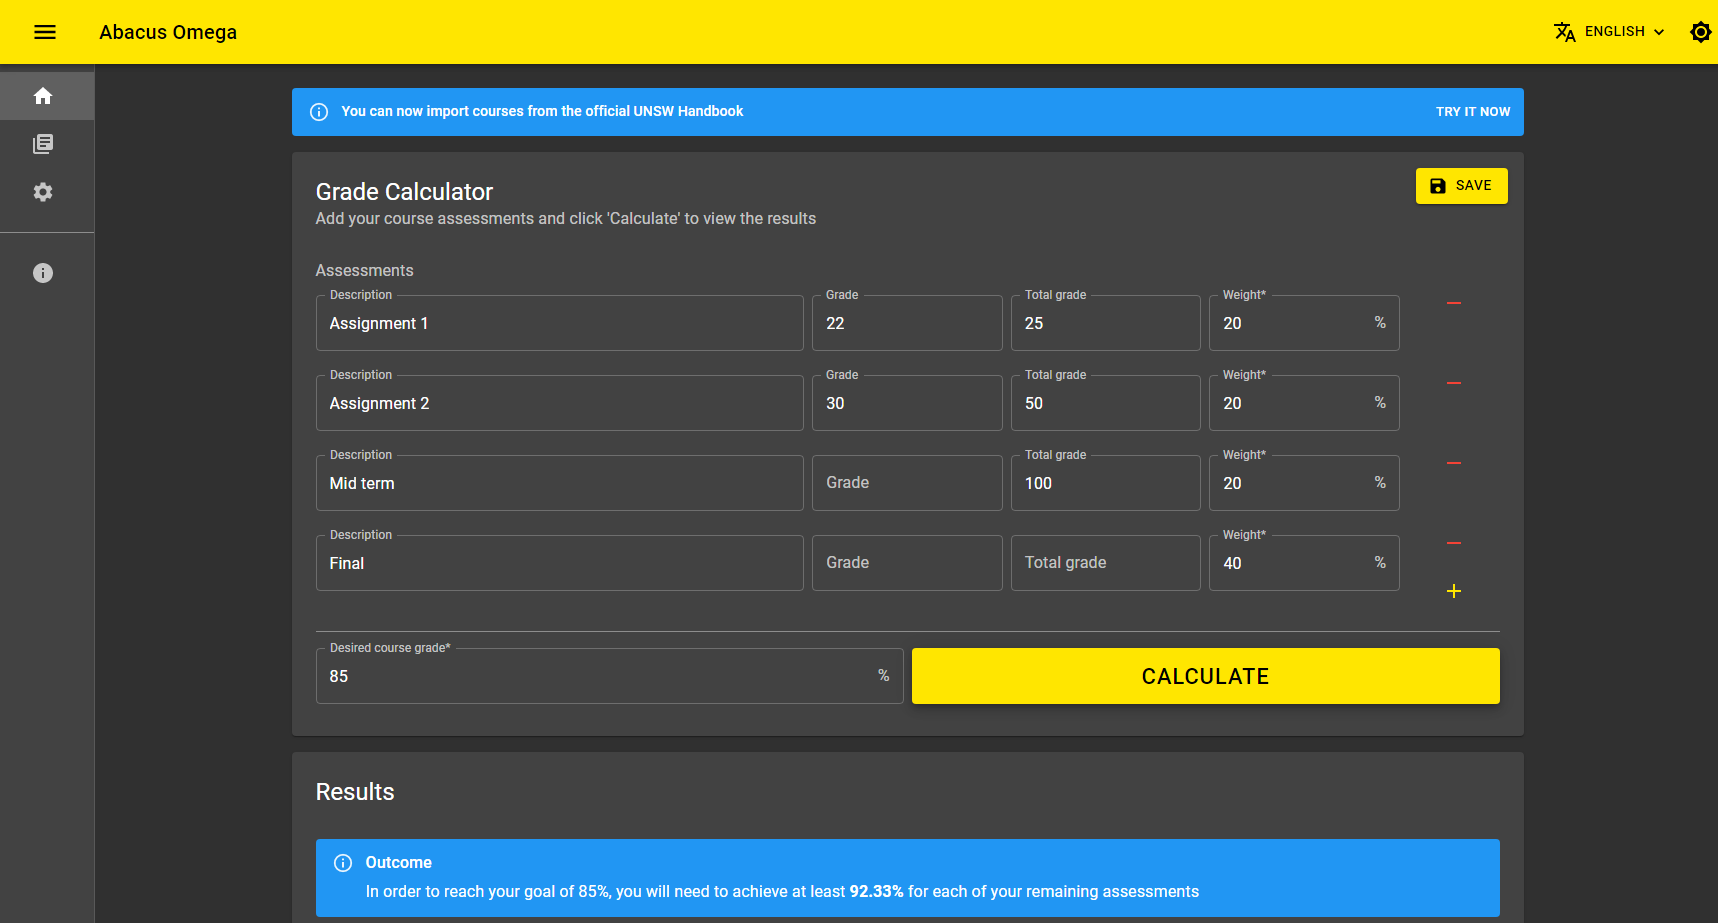 Abacus Omega
ENGLISH
You can now import courses from the official UNSW Handbook
TRY IT NOW
Grade Calculator
SAVE
Add your course assessments and click 'Calculate' to view the results
Assessments
Description Grade Total grade Weight*
Assignment 1 22 25 20 %
Description Grade Total grade Weight*
Assignment 2 30 50 20 %
Description Total grade Weight*
Mid term Grade 100 20 %
Description Weight*
Final Grade Total grade 40 %
Desired course grade*
85 %
CALCULATE
Results
Outcome
In order to reach your goal of 85%, you will need to achieve at least 92.33% for each of your remaining assessments